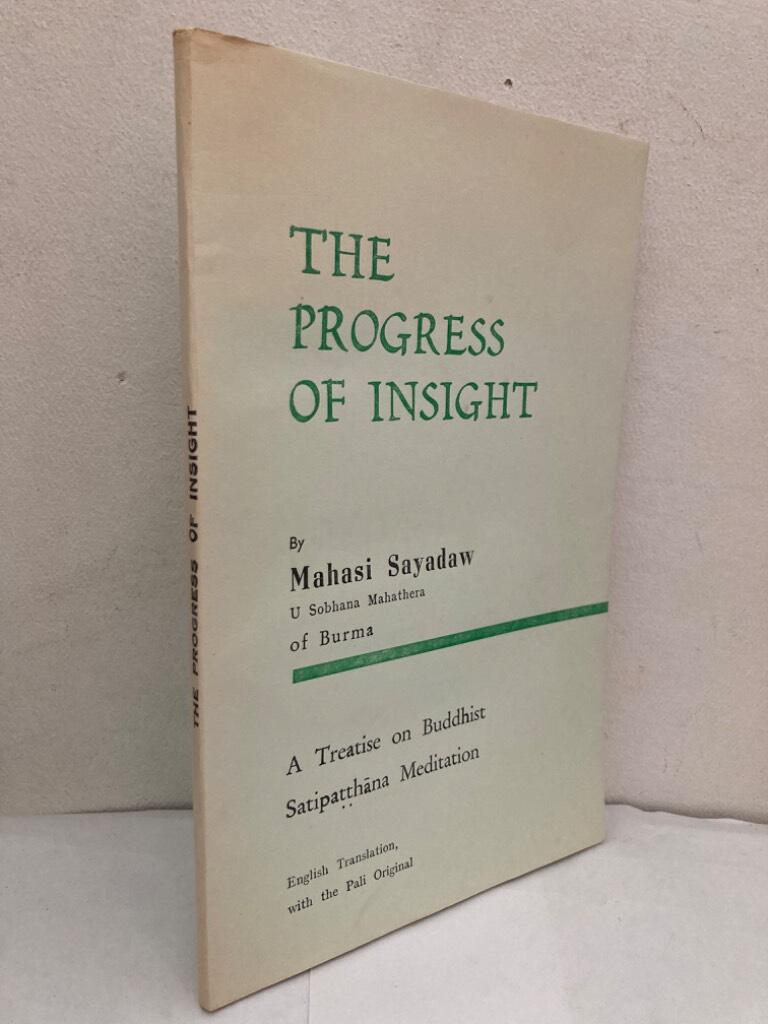 THE
PROGRESS
OF INSIGHT
By
Mahasi Sayadaw
U Sobhana Mahathera
of Burma
A Treatise on Buddhist
Satipaṭṭhāna Meditation
English Translation,
with the Pali Original
THE PROGRESS OF INSIGHT